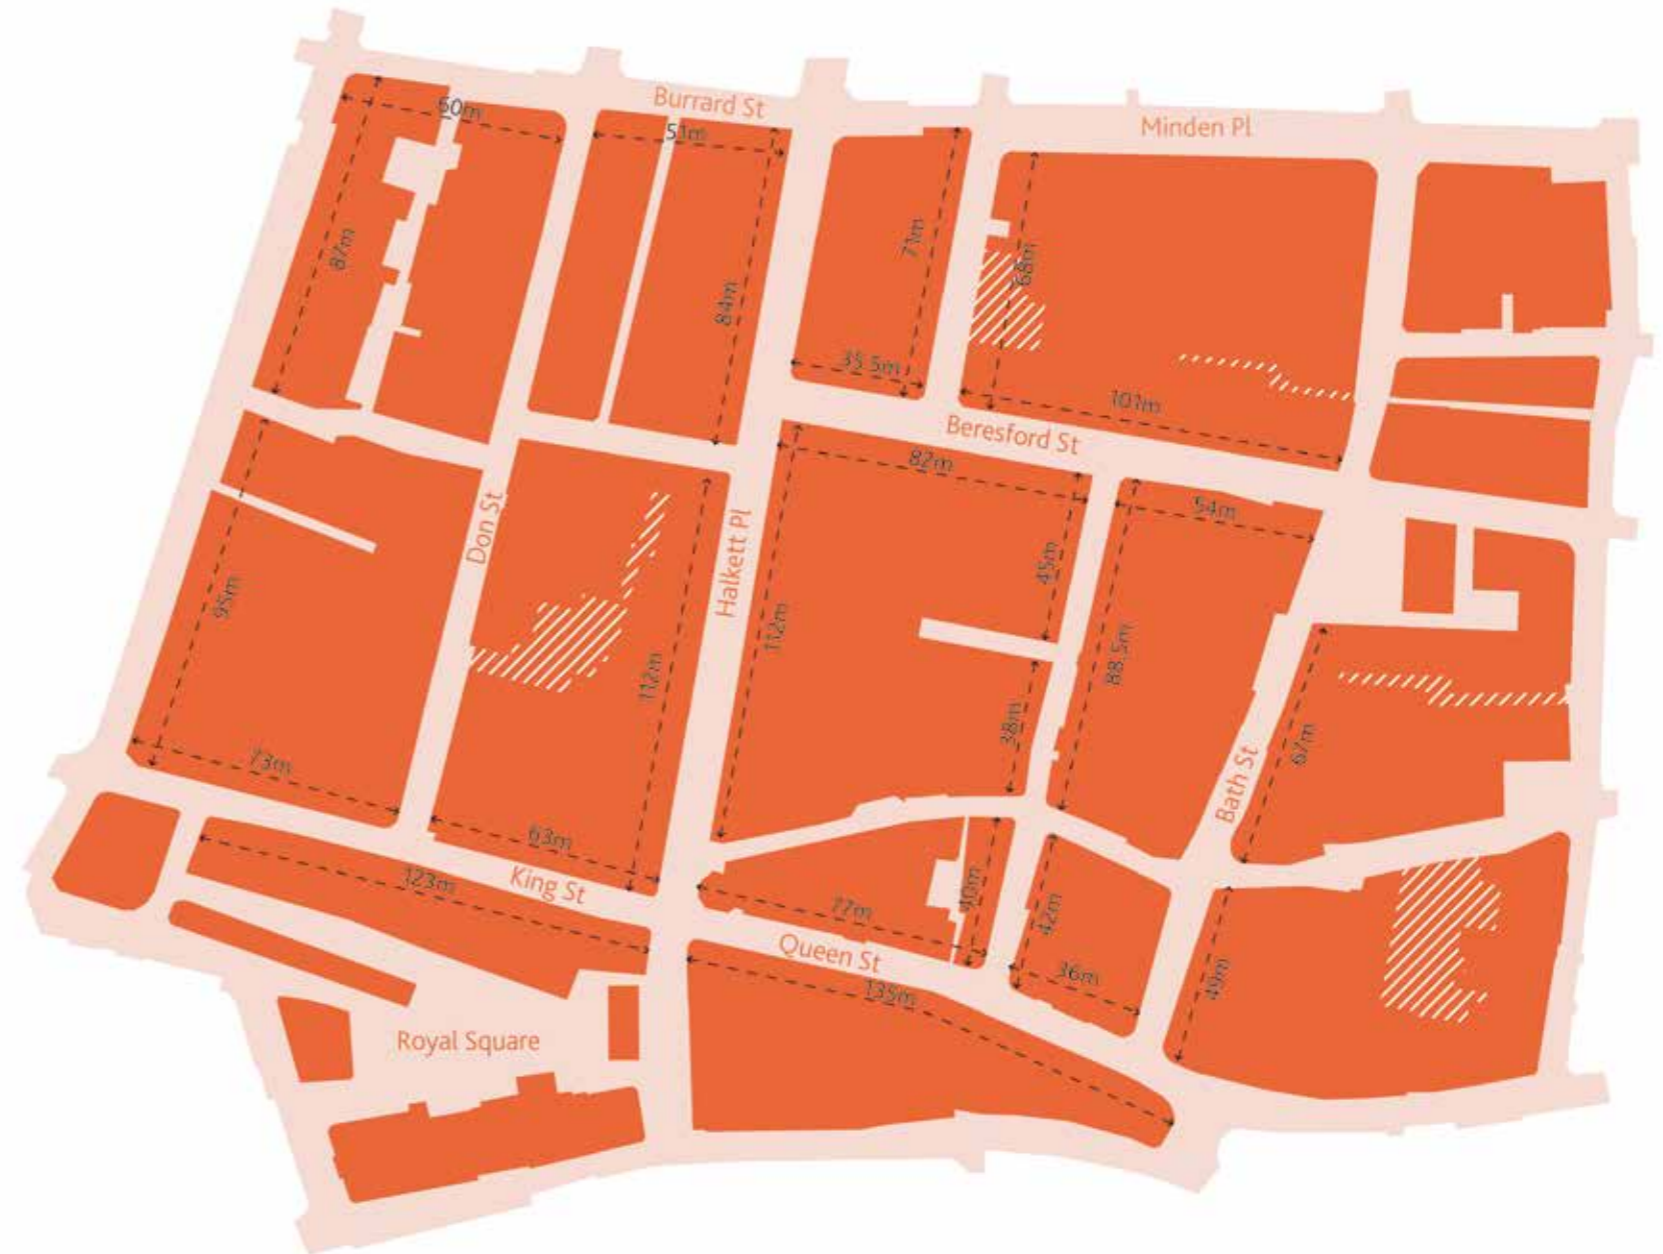 Burrard St
Minden Pl
60m
51m
87m
84m
71m
68m
35.5m
101m
Beresford St
82m
54m
Don St
Halkett Pl
45m
95m
112m
112m
88.5m
38m
67m
Bath St
73m
63m
King St
123m
77m
40m
42m
36m
49m
Queen St
135m
Royal Square